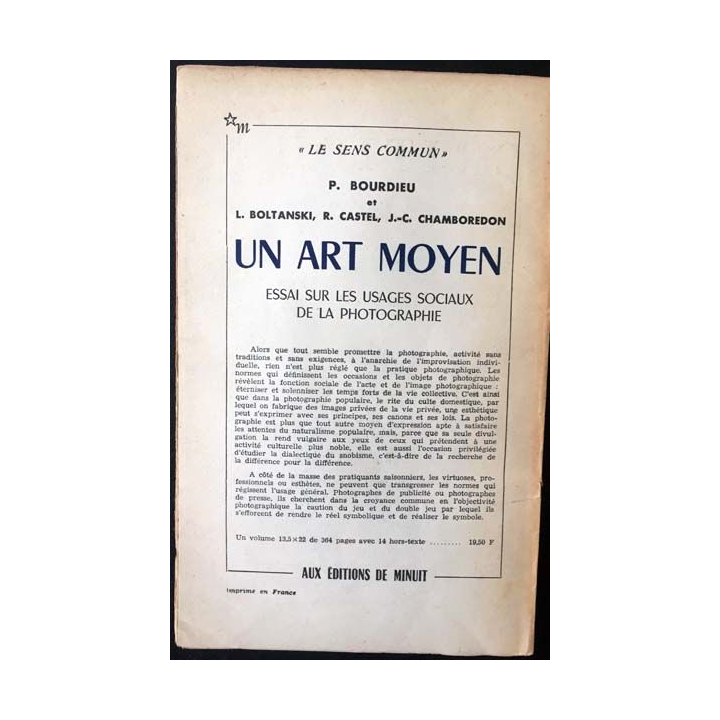 m
« LE SENS COMMUN »
P. BOURDIEU
et
L. BOLTANSKI, R. CASTEL, J.-C. CHAMBOREDON
UN ART MOYEN
ESSAI SUR LES USAGES SOCIAUX
DE LA PHOTOGRAPHIE
Alors que tout semble promettre la photographie, activité sans
traditions et sans exigences, à l'anarchie de l'improvisation indivi-
duelle, rien n'est plus réglé que la pratique photographique. Les
normes qui définissent les occasions et les objets de photographie
révèlent la fonction sociale de l'acte et de l'image photographique :
éterniser et solenniser les temps forts de la vie collective. C'est ainsi
que dans la photographie populaire, le rite du culte domestique, par
lequel on fabrique des images privées de la vie privée, une esthétique
peut s'exprimer avec ses principes, ses canons et ses lois. La photo-
graphie est plus que tout autre moyen d'expression apte à satisfaire
les attentes du naturalisme populaire, mais, parce que sa seule divul-
gation la rend vulgaire aux yeux de ceux qui prétendent à une
activité culturelle plus noble, elle est aussi l'occasion privilégiée
d'étudier la dialectique du snobisme, c'est-à-dire de la recherche de
la différence pour la différence.
A côté de la masse des pratiquants saisonniers, les virtuoses, pro-
fessionnels ou esthètes, ne peuvent que transgresser les normes qui
régissent l'usage général. Photographes de publicité ou photographes
de presse, ils cherchent dans la croyance commune en l'objectivité
photographique la caution du jeu et du double jeu par lequel ils
s'efforcent de rendre le réel symbolique et de réaliser le symbole.
Un volume 13,5 × 22 de 364 pages avec 14 hors-texte ......... 19,50 F
AUX ÉDITIONS DE MINUIT
Imprimé en France